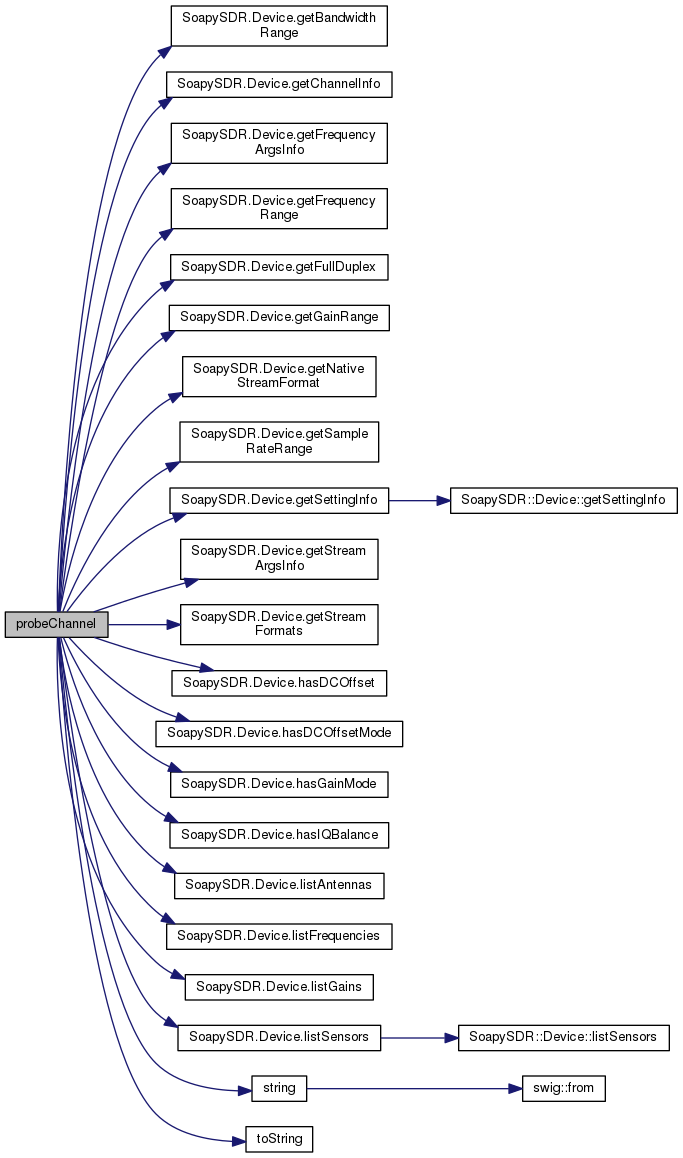 SoapySDR.Device.getBandwidth
Range
SoapySDR.Device.getChannelInfo
SoapySDR.Device.getFrequency
ArgsInfo
SoapySDR.Device.getFrequency
Range
SoapySDR.Device.getFullDuplex
SoapySDR.Device.getGainRange
SoapySDR.Device.getNative
StreamFormat
SoapySDR.Device.getSample
RateRange
SoapySDR.Device.getSettingInfo
SoapySDR::Device::getSettingInfo
SoapySDR.Device.getStream
ArgsInfo
probeChannel
SoapySDR.Device.getStream
Formats
SoapySDR.Device.hasDCOffset
SoapySDR.Device.hasDCOffsetMode
SoapySDR.Device.hasGainMode
SoapySDR.Device.hasIQBalance
SoapySDR.Device.listAntennas
SoapySDR.Device.listFrequencies
SoapySDR.Device.listGains
SoapySDR.Device.listSensors
SoapySDR::Device::listSensors
string
swig::from
toString